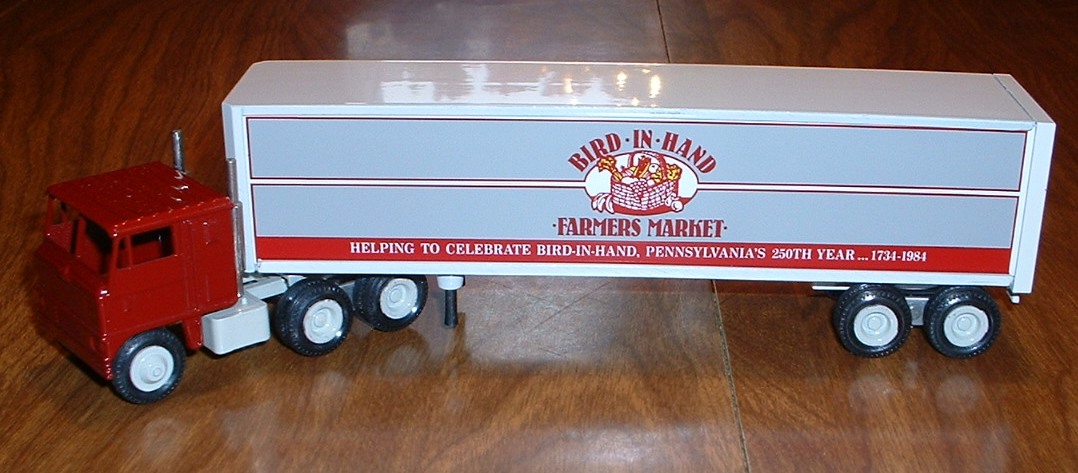 BIRD·IN·HAND
·FARMERS MARKET·
HELPING TO CELEBRATE BIRD-IN-HAND, PENNSYLVANIA'S 250TH YEAR...1734-1984